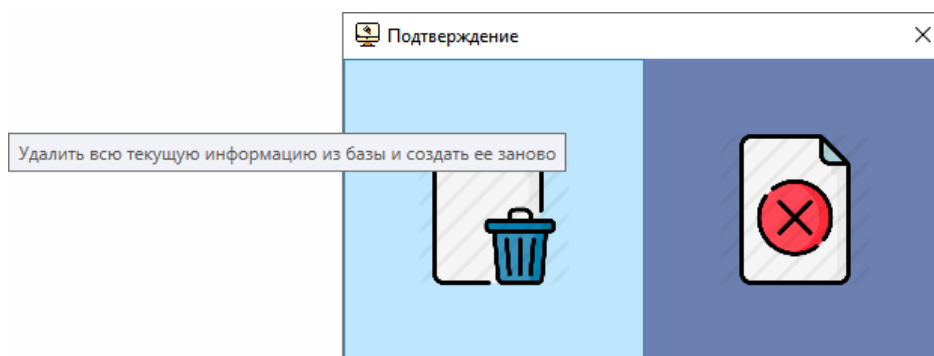 Подтверждение
Удалить всю текущую информацию из базы и создать ее заново